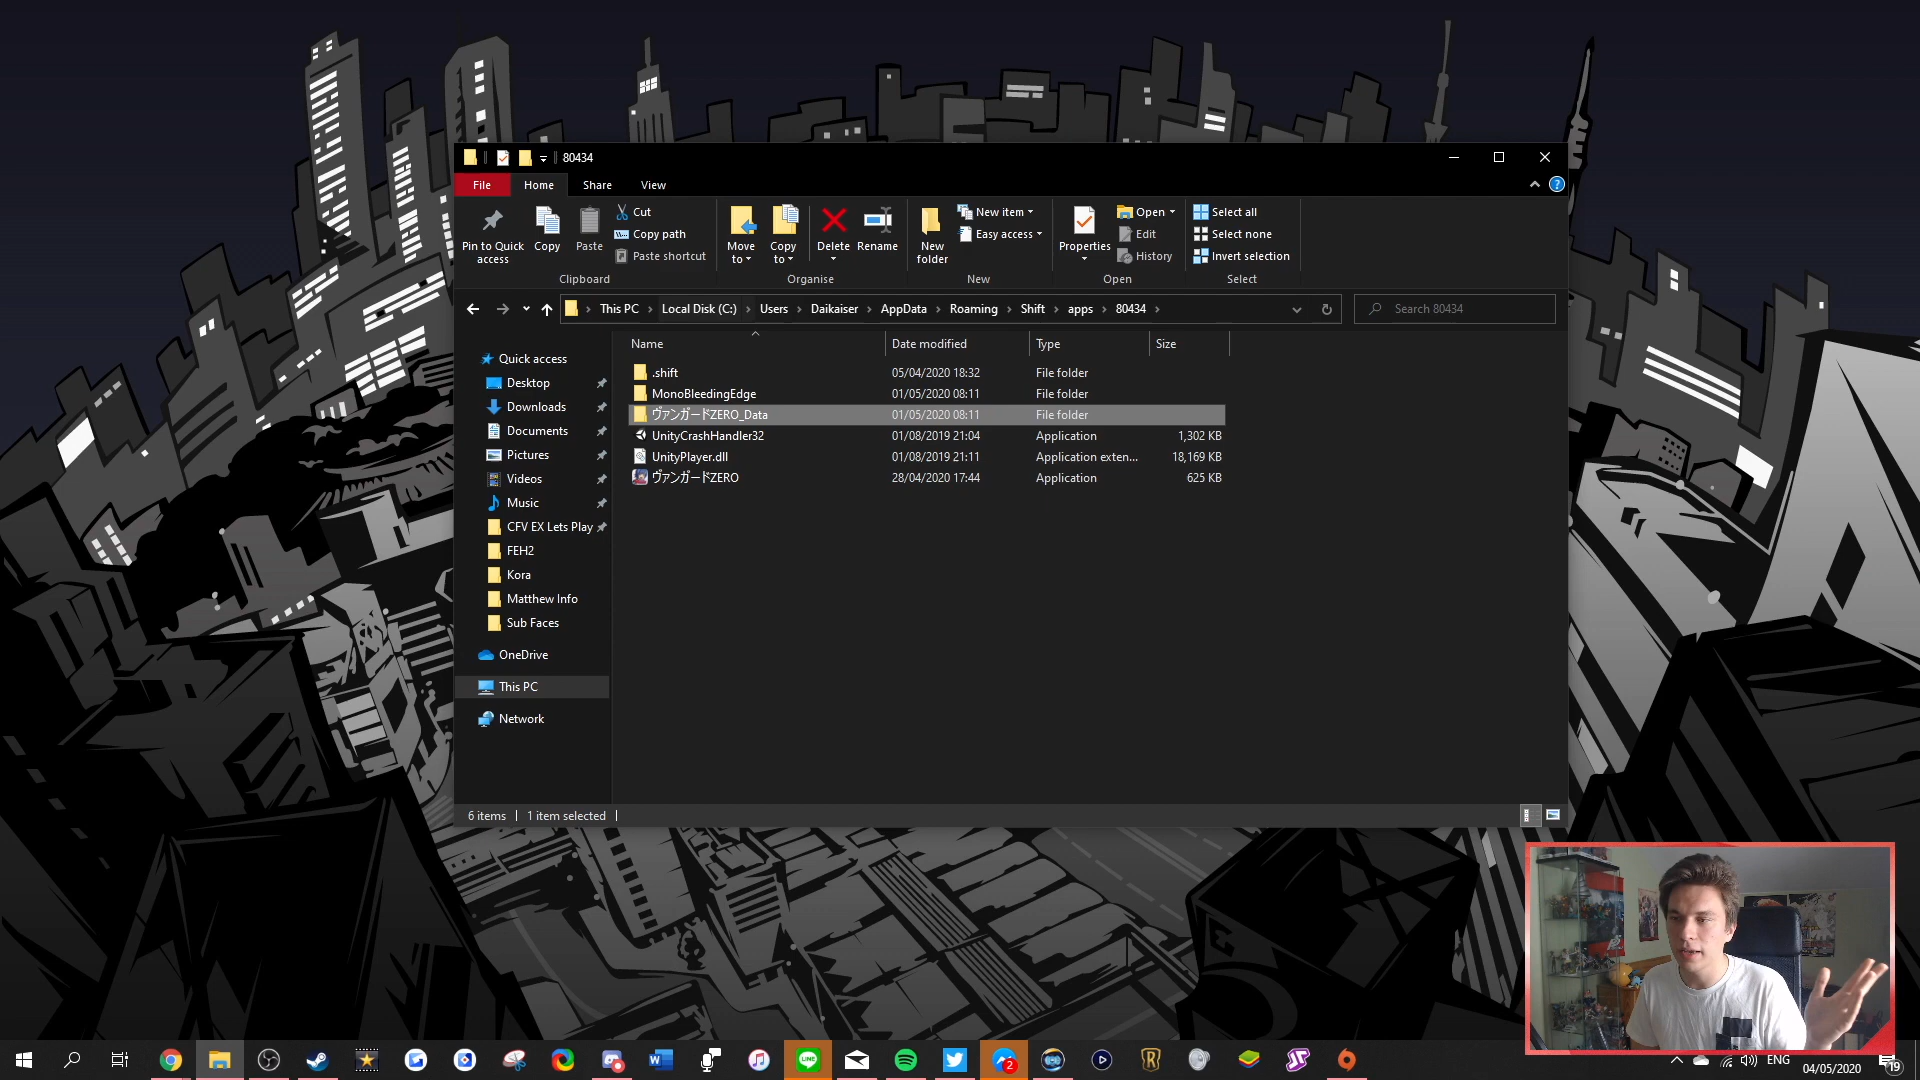 80434
File
Home
Share
View
Pin to Quick access
Copy
Paste
Cut
Copy path
Paste shortcut
Clipboard
Move to
Copy to
Delete
Rename
Organise
New folder
New item
Easy access
New
Properties
Open
Edit
History
Open
Select all
Select none
Invert selection
Select
This PC
Local Disk (C:)
Users
Daikaiser
AppData
Roaming
Shift
apps
80434
Search 80434
Quick access
Desktop
Downloads
Documents
Pictures
Videos
Music
CFV EX Lets Play
FEH2
Kora
Matthew Info
Sub Faces
OneDrive
This PC
Network
Name Date modified Type Size
.shift 05/04/2020 18:32 File folder
MonoBleedingEdge 01/05/2020 08:11 File folder
ヴァンガードZERO_Data 01/05/2020 08:11 File folder
UnityCrashHandler32 01/08/2019 21:04 Application 1,302 KB
UnityPlayer.dll 01/08/2019 21:11 Application exten... 18,169 KB
ヴァンガードZERO 28/04/2020 17:44 Application 625 KB
6 items
1 item selected
LINE
2
ENG
04/05/2020
19